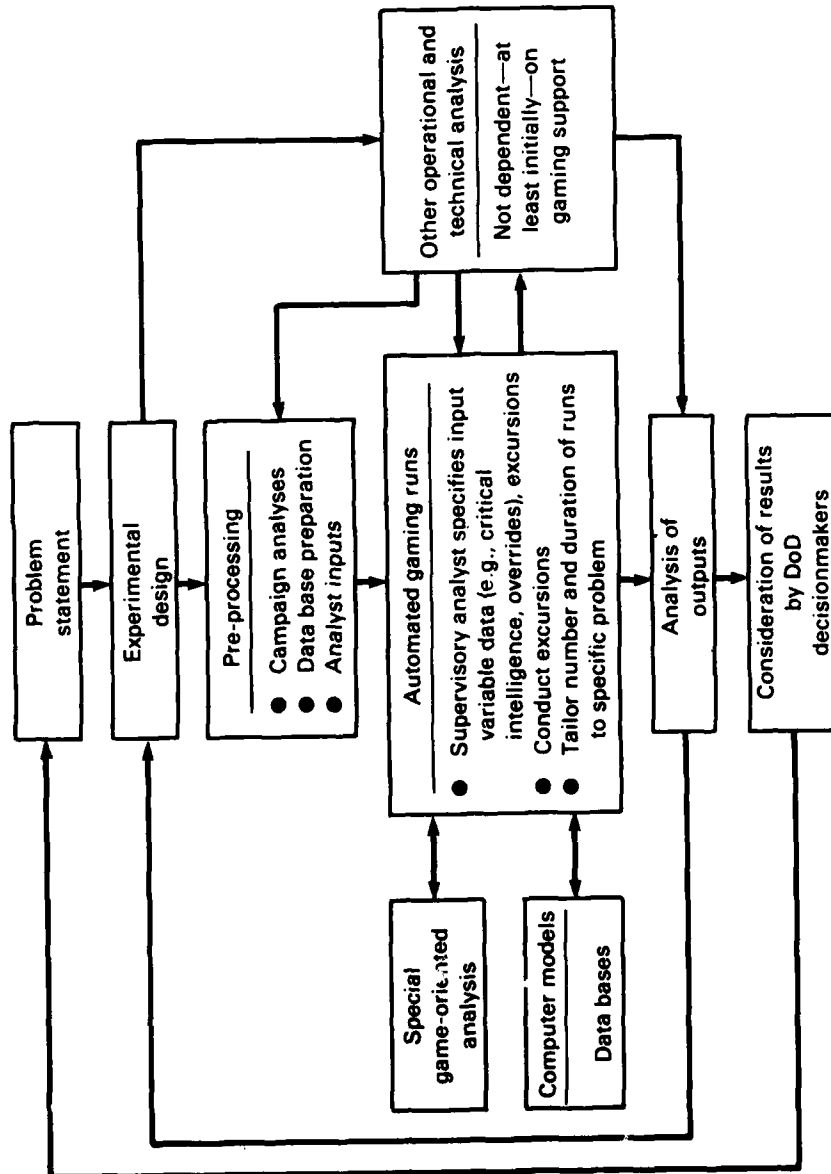 Problem
statement
Experimental
design
Pre-processing
● Campaign analyses
● Data base preparation
● Analyst inputs
Other operational and
technical analysis
Not dependent—at
least initially—on
gaming support
Automated gaming runs
● Supervisory analyst specifies input
variable data (e.g., critical
intelligence, overrides), excursions
● Conduct excursions
● Tailor number and duration of runs
to specific problem
Special
game-oriented
analysis
Computer models
Data bases
Analysis of
outputs
Consideration of results
by DoD
decisionmakers